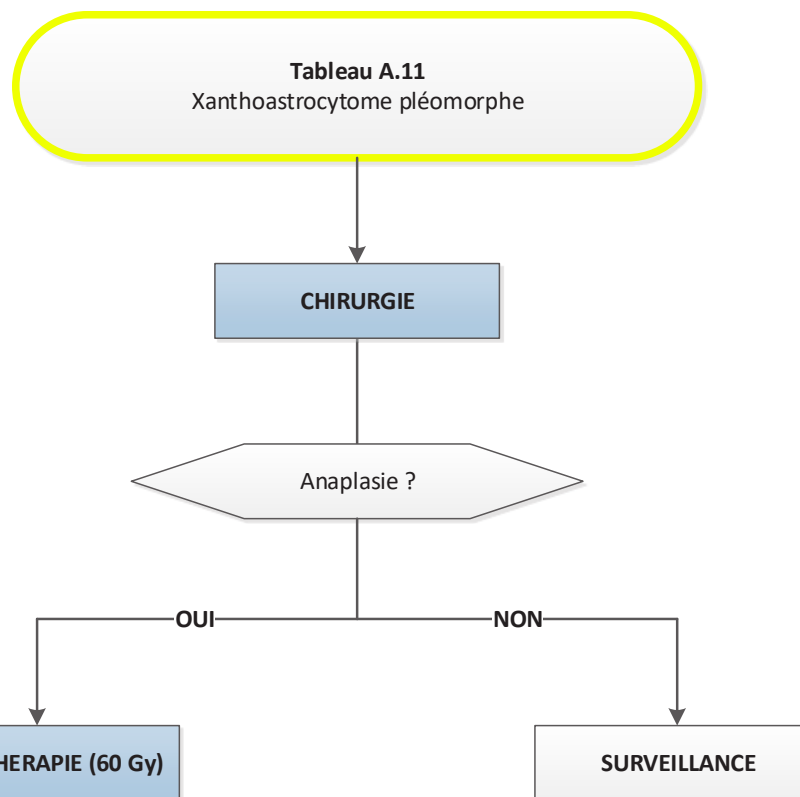 Tableau A.11
Xanthoastrocytome pléomorphe
CHIRURGIE
Anaplasie ?
OUI
NON
HERAPIE (60 Gy)
SURVEILLANCE